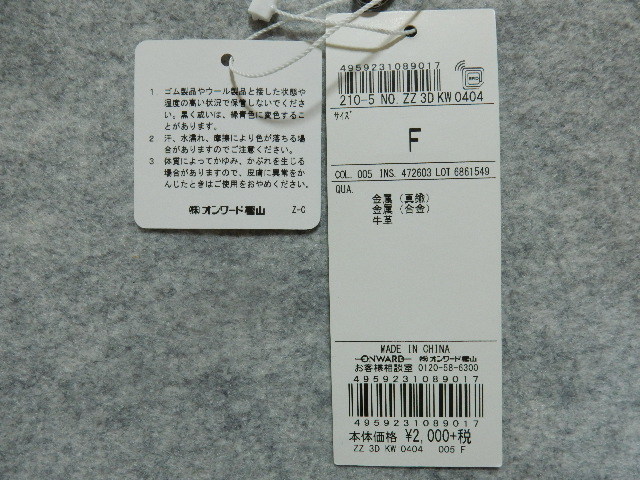 1 ゴム製品やウール製品と接した状態や
湿度の高い状況で保管しないでくださ
い。黒く或いは、緑青色に変色するこ
とがあります。
2 汗、水濡れ、摩擦により色が落ちる場
合がありますのでご注意ください。
3 体質によってかゆみ、かぶれを生じる
場合がありますので、皮膚に異常をか
んじたときはご使用をおやめください。
㈱オンワード樫山 Z-C
4959231089017
210-5 NO. ZZ 3D KW 0404
サイズ
F
COL. 005 INS. 472603 LOT 6861549
QUA.
金属（真鍮）
金属（合金）
牛革
MADE IN CHINA
ONWARD ㈱オンワード樫山
お客様相談室 0120-58-6300
4959231089017
4959231089017
本体価格 ¥2,000+税
ZZ 3D KW 0404 005 F